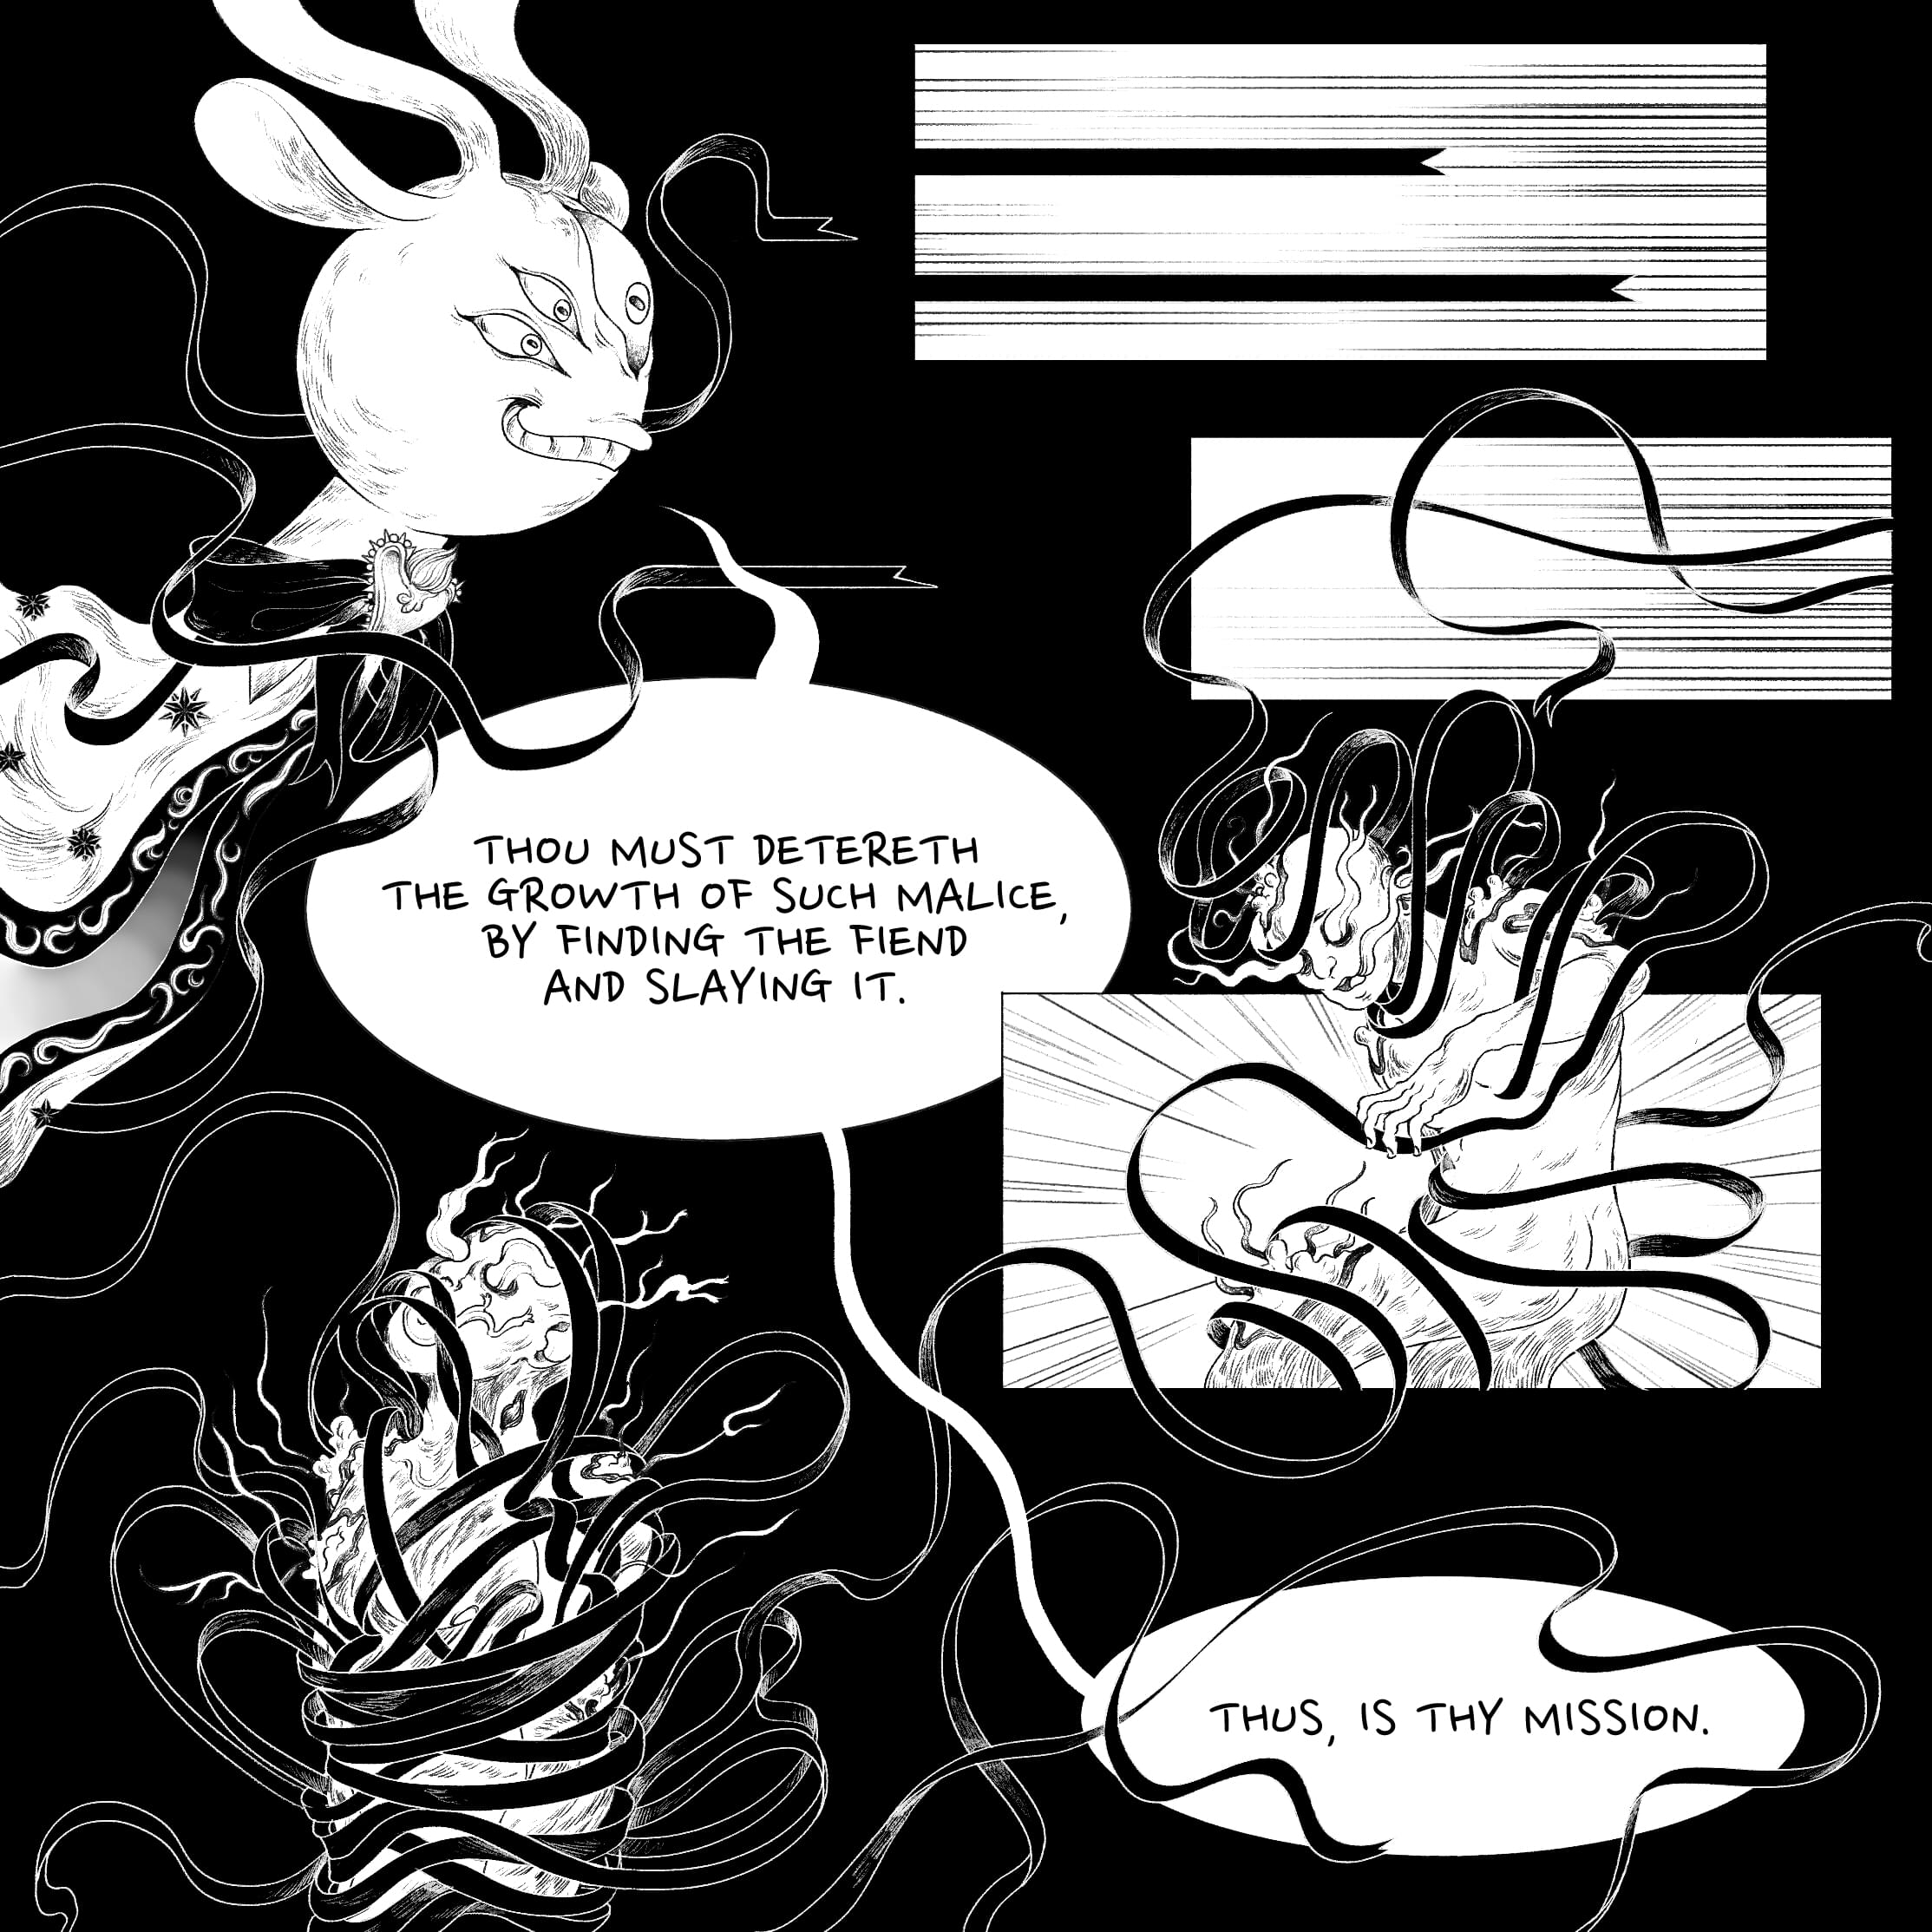 THOU MUST DETERETH
THE GROWTH OF SUCH MALICE,
BY FINDING THE FIEND
AND SLAYING IT.
THUS, IS THY MISSION.